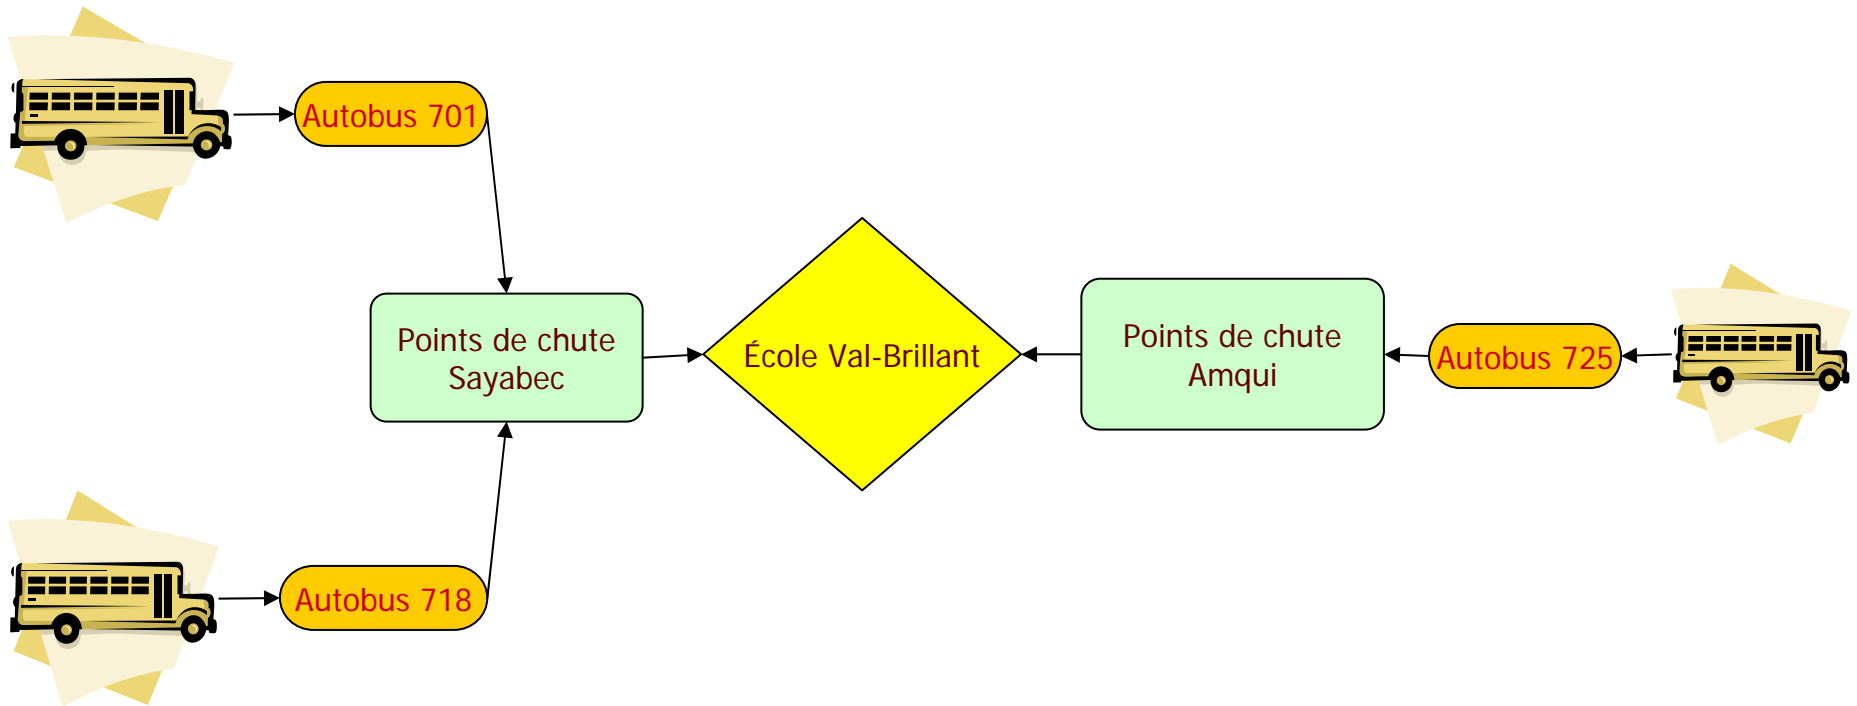 Autobus 701
Points de chute
Sayabec
Autobus 718
École Val-Brillant
Points de chute
Amqui
Autobus 725